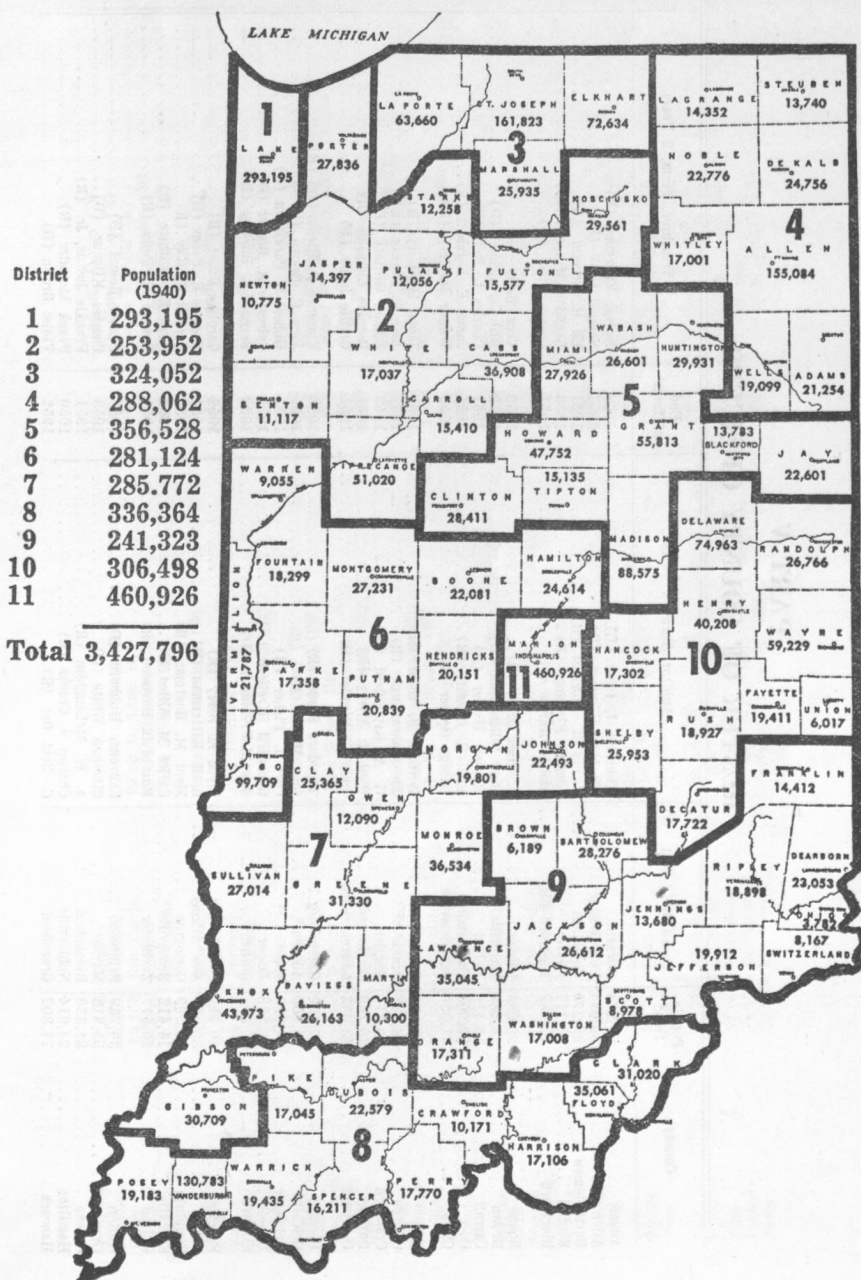 LAKE MICHIGAN
District Population
(1940)
1 293,195
2 253,952
3 324,052
4 288,062
5 356,528
6 281,124
7 285.772
8 336,364
9 241,323
10 306,498
11 460,926
Total 3,427,796
1
LAKE
293,195
PORTER
27,836
LAPORTE
63,660
ST. JOSEPH
161,823
ELKHART
72,634
3
MARSHALL
25,935
LAGRANGE
14,352
STEUBEN
13,740
NOBLE
22,776
DE KALB
24,756
4
WHITLEY
17,001
ALLEN
155,084
WELLS
19,099
ADAMS
21,254
STARKE
12,258
KOSCIUSKO
29,561
NEWTON
10,775
JASPER
14,397
PULASKI
12,056
FULTON
15,577
2
WHITE
17,037
CASS
36,908
BENTON
11,117
CARROLL
15,410
TIPPECANOE
51,020
MIAMI
27,926
WABASH
26,601
HUNTINGTON
29,931
5
HOWARD
47,752
GRANT
55,813
13,783
BLACKFORD
JAY
22,601
CLINTON
28,411
15,135
TIPTON
MADISON
88,575
WARREN
9,055
FOUNTAIN
18,299
MONTGOMERY
27,231
BOONE
22,081
HAMILTON
24,614
6
VERMILLION
21,787
PARKE
17,358
PUTNAM
20,839
HENDRICKS
20,151
MARION
INDIANAPOLIS
460,926
11
DELAWARE
74,963
RANDOLPH
26,766
HENRY
40,208
HANCOCK
17,302
10
WAYNE
59,229
FAYETTE
19,411
UNION
6,017
RUSH
18,927
SHELBY
25,953
DECATUR
17,722
FRANKLIN
14,412
VIGO
99,709
CLAY
25,365
OWEN
12,090
MORGAN
19,801
JOHNSON
22,493
7
SULLIVAN
27,014
GREENE
31,330
MONROE
36,534
KNOX
43,973
DAVIESS
26,163
MARTIN
10,300
BROWN
6,189
BARTHOLOMEW
28,276
9
JACKSON
26,612
JENNINGS
13,680
RIPLEY
18,898
DEARBORN
23,053
OHIO
3,782
8,167
SWITZERLAND
19,912
JEFFERSON
LAWRENCE
35,045
ORANGE
17,311
WASHINGTON
17,008
SCOTT
8,978
CLARK
31,020
35,061
FLOYD
HARRISON
17,106
GIBSON
30,709
PIKE
17,045
DUBOIS
22,579
CRAWFORD
10,171
8
POSEY
19,183
MT. VERNON
130,783
VANDERBURGH
WARRICK
19,435
SPENCER
16,211
PERRY
17,770